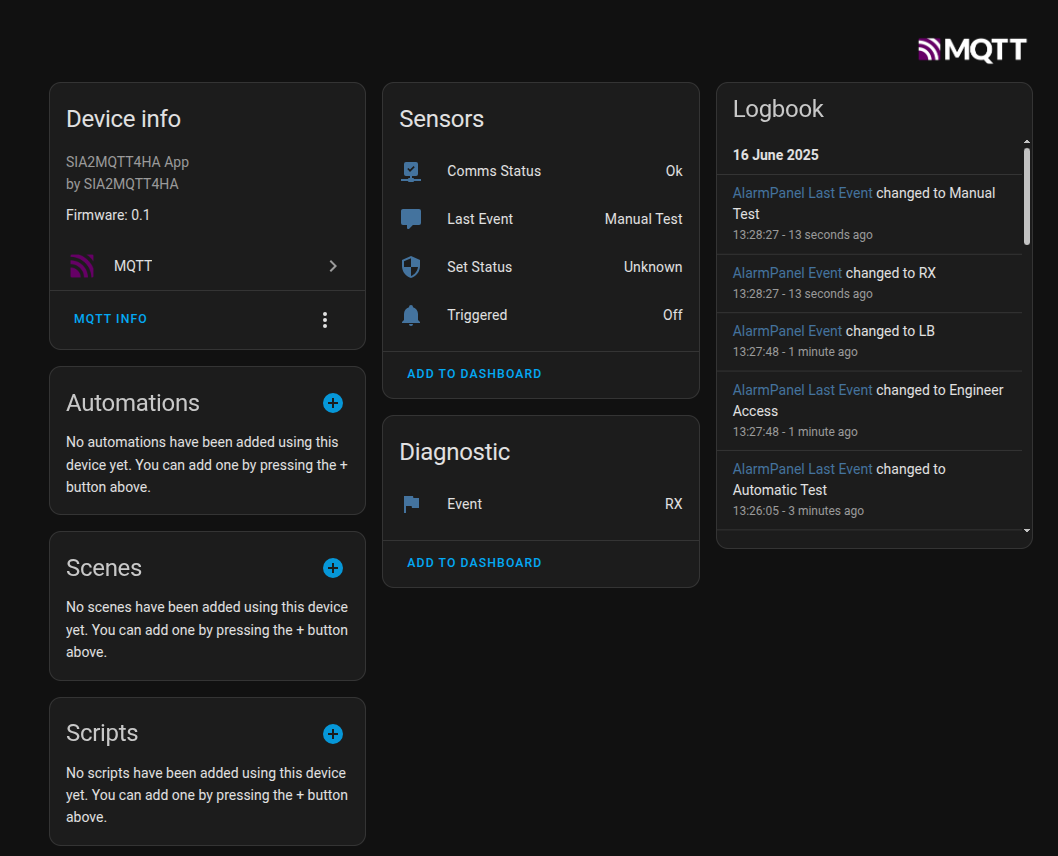 MQTT
Device info
SIA2MQTT4HA App
by SIA2MQTT4HA
Firmware: 0.1
MQTT
MQTT INFO
Automations
No automations have been added using this
device yet. You can add one by pressing the +
button above.
Scenes
No scenes have been added using this device
yet. You can add one by pressing the + button
above.
Scripts
No scripts have been added using this device
yet. You can add one by pressing the + button
above.
Sensors
Comms Status Ok
Last Event Manual Test
Set Status Unknown
Triggered Off
ADD TO DASHBOARD
Diagnostic
Event RX
ADD TO DASHBOARD
Logbook
16 June 2025
AlarmPanel Last Event changed to Manual
Test
13:28:27 - 13 seconds ago
AlarmPanel Event changed to RX
13:28:27 - 13 seconds ago
AlarmPanel Event changed to LB
13:27:48 - 1 minute ago
AlarmPanel Last Event changed to Engineer
Access
13:27:48 - 1 minute ago
AlarmPanel Last Event changed to
Automatic Test
13:26:05 - 3 minutes ago